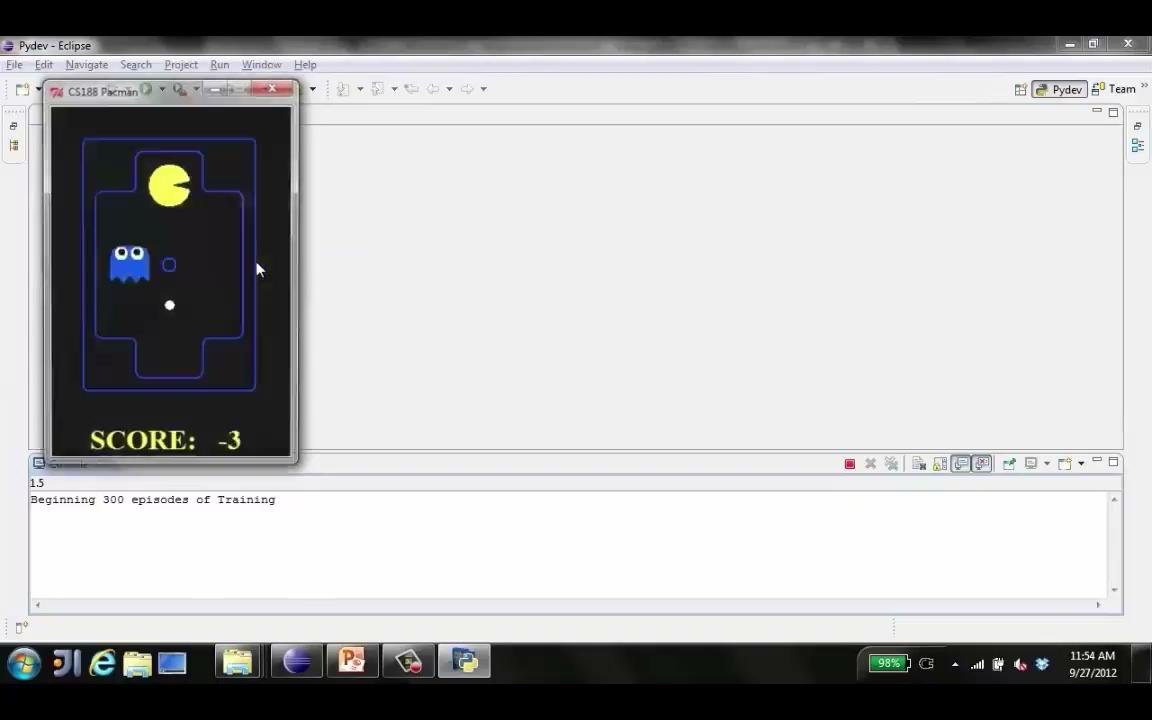 Pydev - Eclipse
File Edit Navigate Search Project Run Window Help
CS188 Pacman
Pydev
Team
SCORE: -3
1.5
Beginning 300 episodes of Training
98%
11:54 AM
9/27/2012